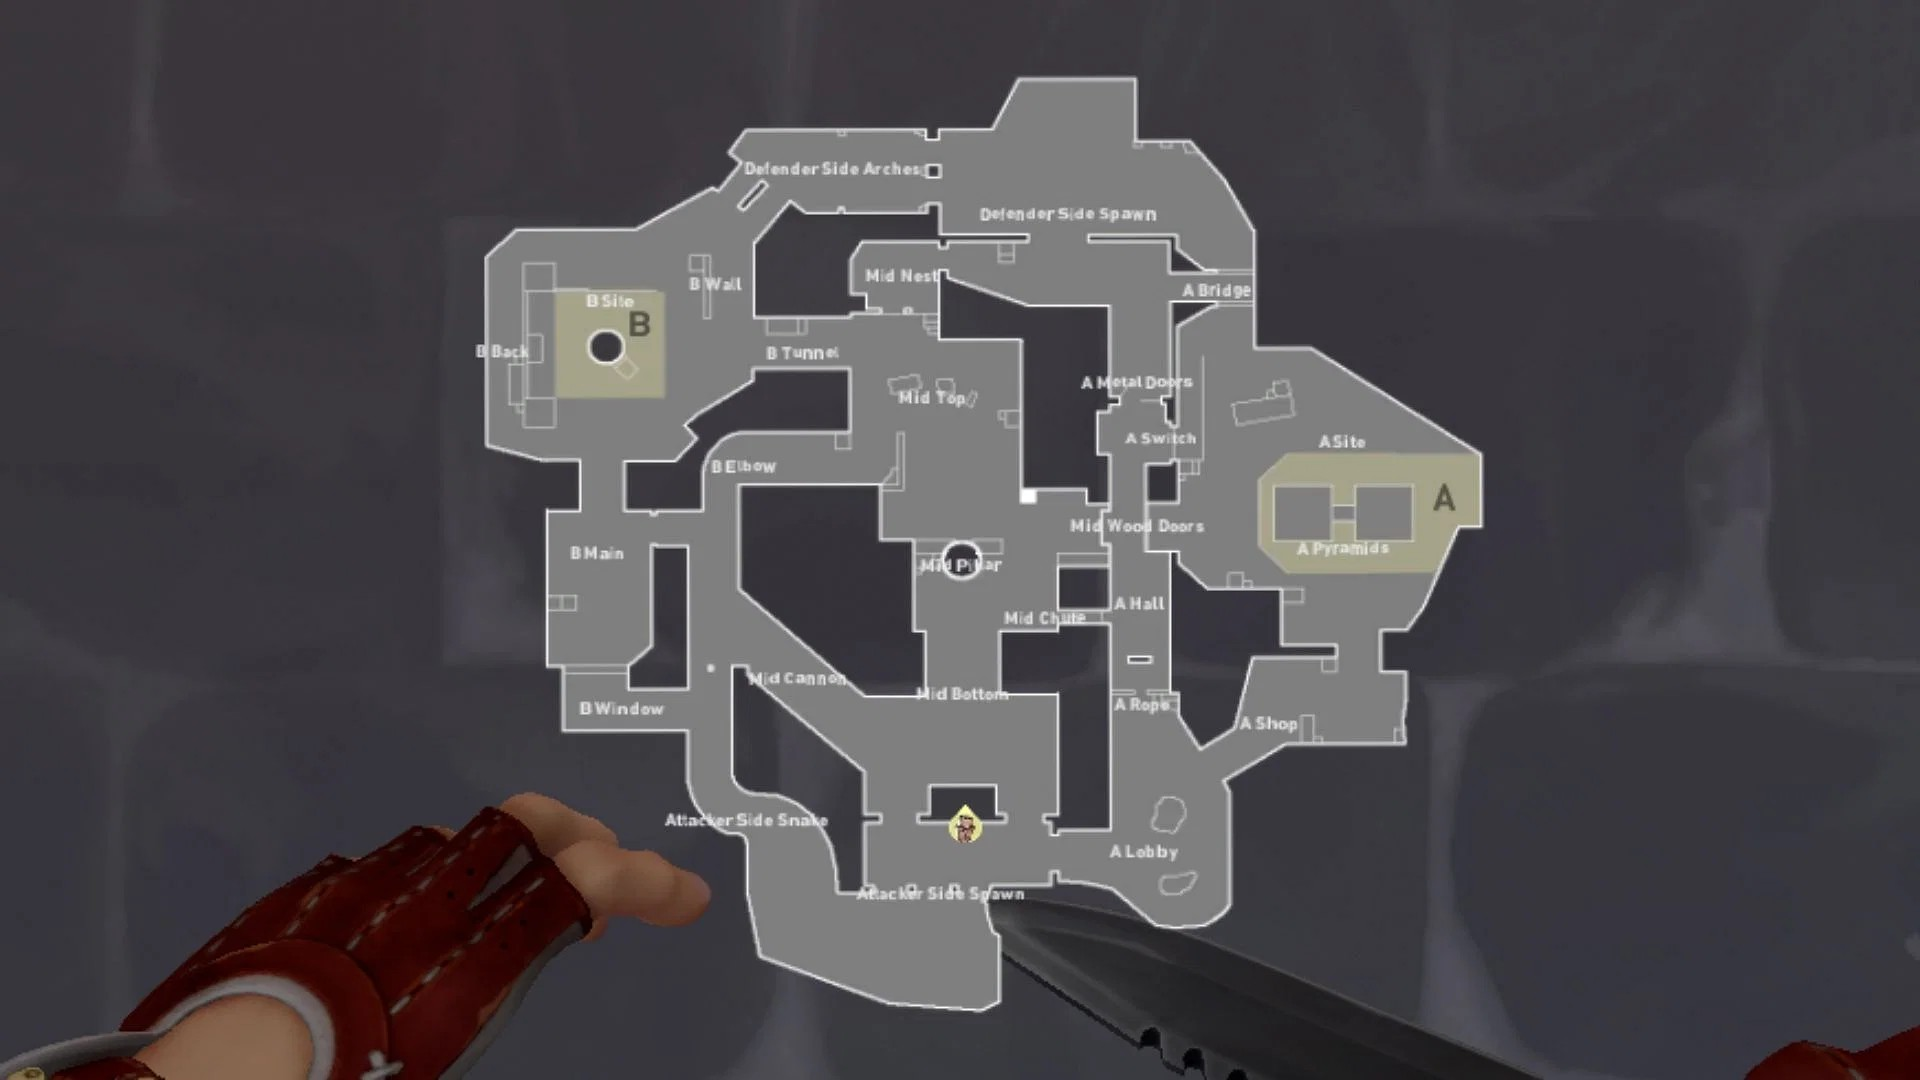 Defender Side Arches
Defender Side Spawn
Mid Nest
B Wall
A Bridge
B Site
B
B Back
B Tunnel
A Metal Doors
Mid Top
A Switch
A Site
B Elbow
A
Mid Wood Doors
B Main
A Pyramids
Mid Pillar
A Hall
Mid Chute
Mid Cannon
Mid Bottom
B Window
A Rope
A Shop
Attacker Side Snake
A Lobby
Attacker Side Spawn